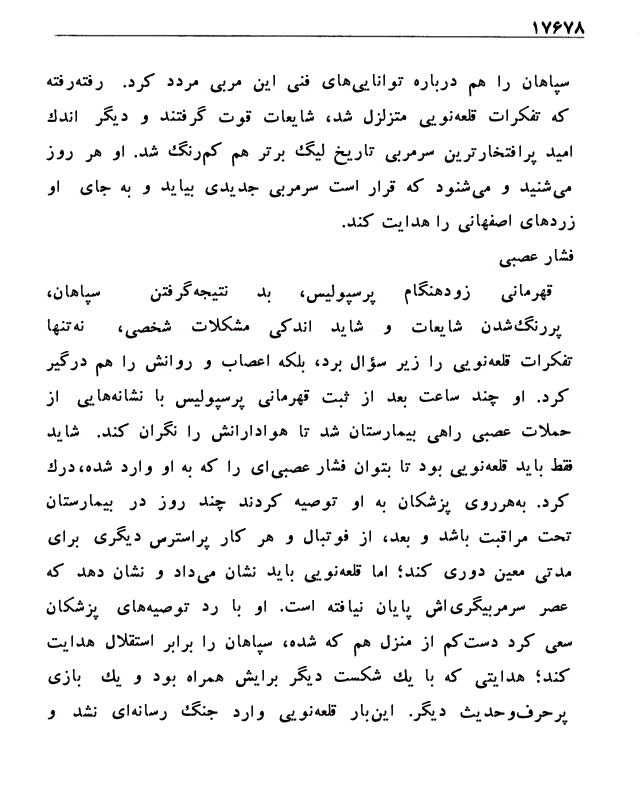 ۱۷۶۷۸
سپاهان را هم درباره توانایی‌های فنی این مربی مردد کرد. رفته‌رفته
که تفکرات قلعه‌نویی متزلزل شد، شایعات قوت گرفتند و دیگر اندك
امید پرافتخارترین سرمربی تاریخ لیگ برتر هم کم‌رنگ شد. او هر روز
می‌شنید و می‌شنود که قرار است سرمربی جدیدی بیاید و به جای او
زردهای اصفهانی را هدایت کند.
فشار عصبی
قهرمانی زودهنگام پرسپولیس، بد نتیجه‌گرفتن سپاهان،
پررنگ‌شدن شایعات و شاید اندکی مشکلات شخصی، نه‌تنها
تفکرات قلعه‌نویی را زیر سؤال برد، بلکه اعصاب و روانش را هم درگیر
کرد. او چند ساعت بعد از ثبت قهرمانی پرسپولیس با نشانه‌هایی از
حملات عصبی راهی بیمارستان شد تا هوادارانش را نگران کند. شاید
فقط باید قلعه‌نویی بود تا بتوان فشار عصبی‌ای را که به او وارد شده،درك
کرد. به‌هرروی پزشکان به او توصیه کردند چند روز در بیمارستان
تحت مراقبت باشد و بعد، از فوتبال و هر کار پراسترس دیگری برای
مدتی معین دوری کند؛ اما قلعه‌نویی باید نشان می‌داد و نشان دهد که
عصر سرمربیگری‌اش پایان نیافته است. او با رد توصیه‌های پزشکان
سعی کرد دست‌کم از منزل هم که شده، سپاهان را برابر استقلال هدایت
کند؛ هدایتی که با یك شکست دیگر برایش همراه بود و یك بازی
پرحرف‌وحدیث دیگر. این‌بار قلعه‌نویی وارد جنگ رسانه‌ای نشد و